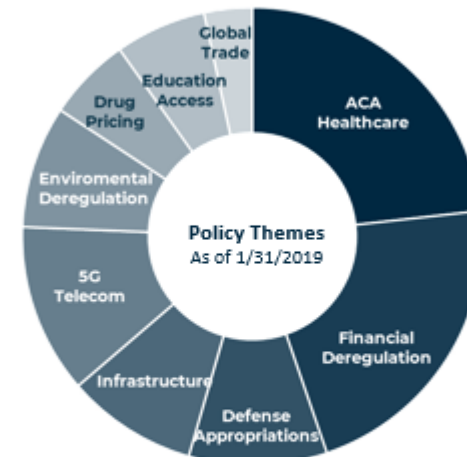 Global
Trade
Education
Access
Drug
Pricing
Enviromental
Deregulation
5G
Telecom
Infrastructure
Defense
Appropriations
Financial
Deregulation
ACA
Healthcare
Policy Themes
As of 1/31/2019